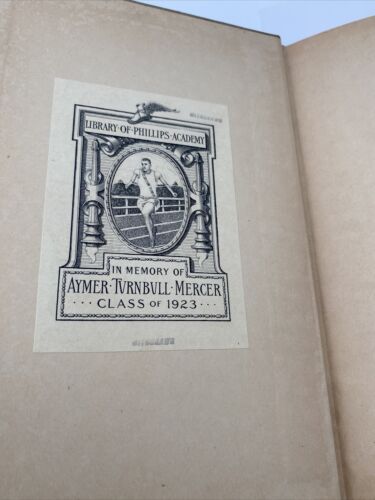 LIBRARY·OF·PHILLIPS·ACADEMY
IN MEMORY OF
AYMER·TURNBULL·MERCER
···CLASS OF 1923···